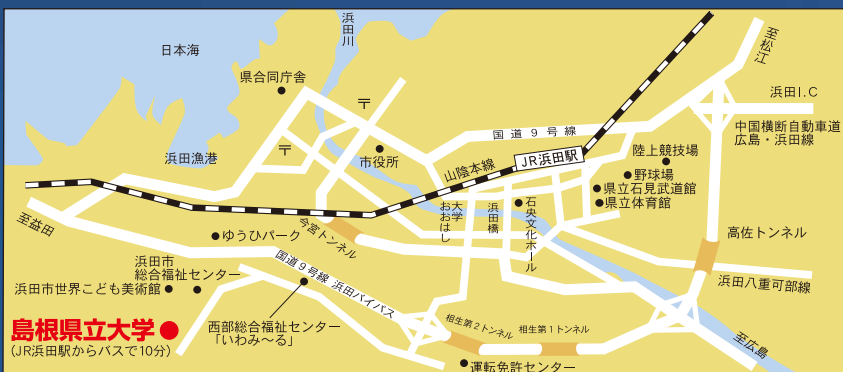 日本海
浜田川
至松江
県合同庁舎
〒
浜田I.C
中国横断自動車道
広島・浜田線
国道9号線
〒
浜田漁港
市役所
JR浜田駅
陸上競技場
山陰本線
野球場
県立石見武道館
県立体育館
大学
おおはし
浜田橋
石央文化ホール
至益田
ゆうひパーク
今宮トンネル
高佐トンネル
浜田市
総合福祉センター
国道9号線 浜田バイパス
浜田八重可部線
浜田市世界こども美術館
島根県立大学
(JR浜田駅からバスで10分)
西部総合福祉センター
「いわみ~る」
相生第2トンネル
相生第1トンネル
至広島
運転免許センター